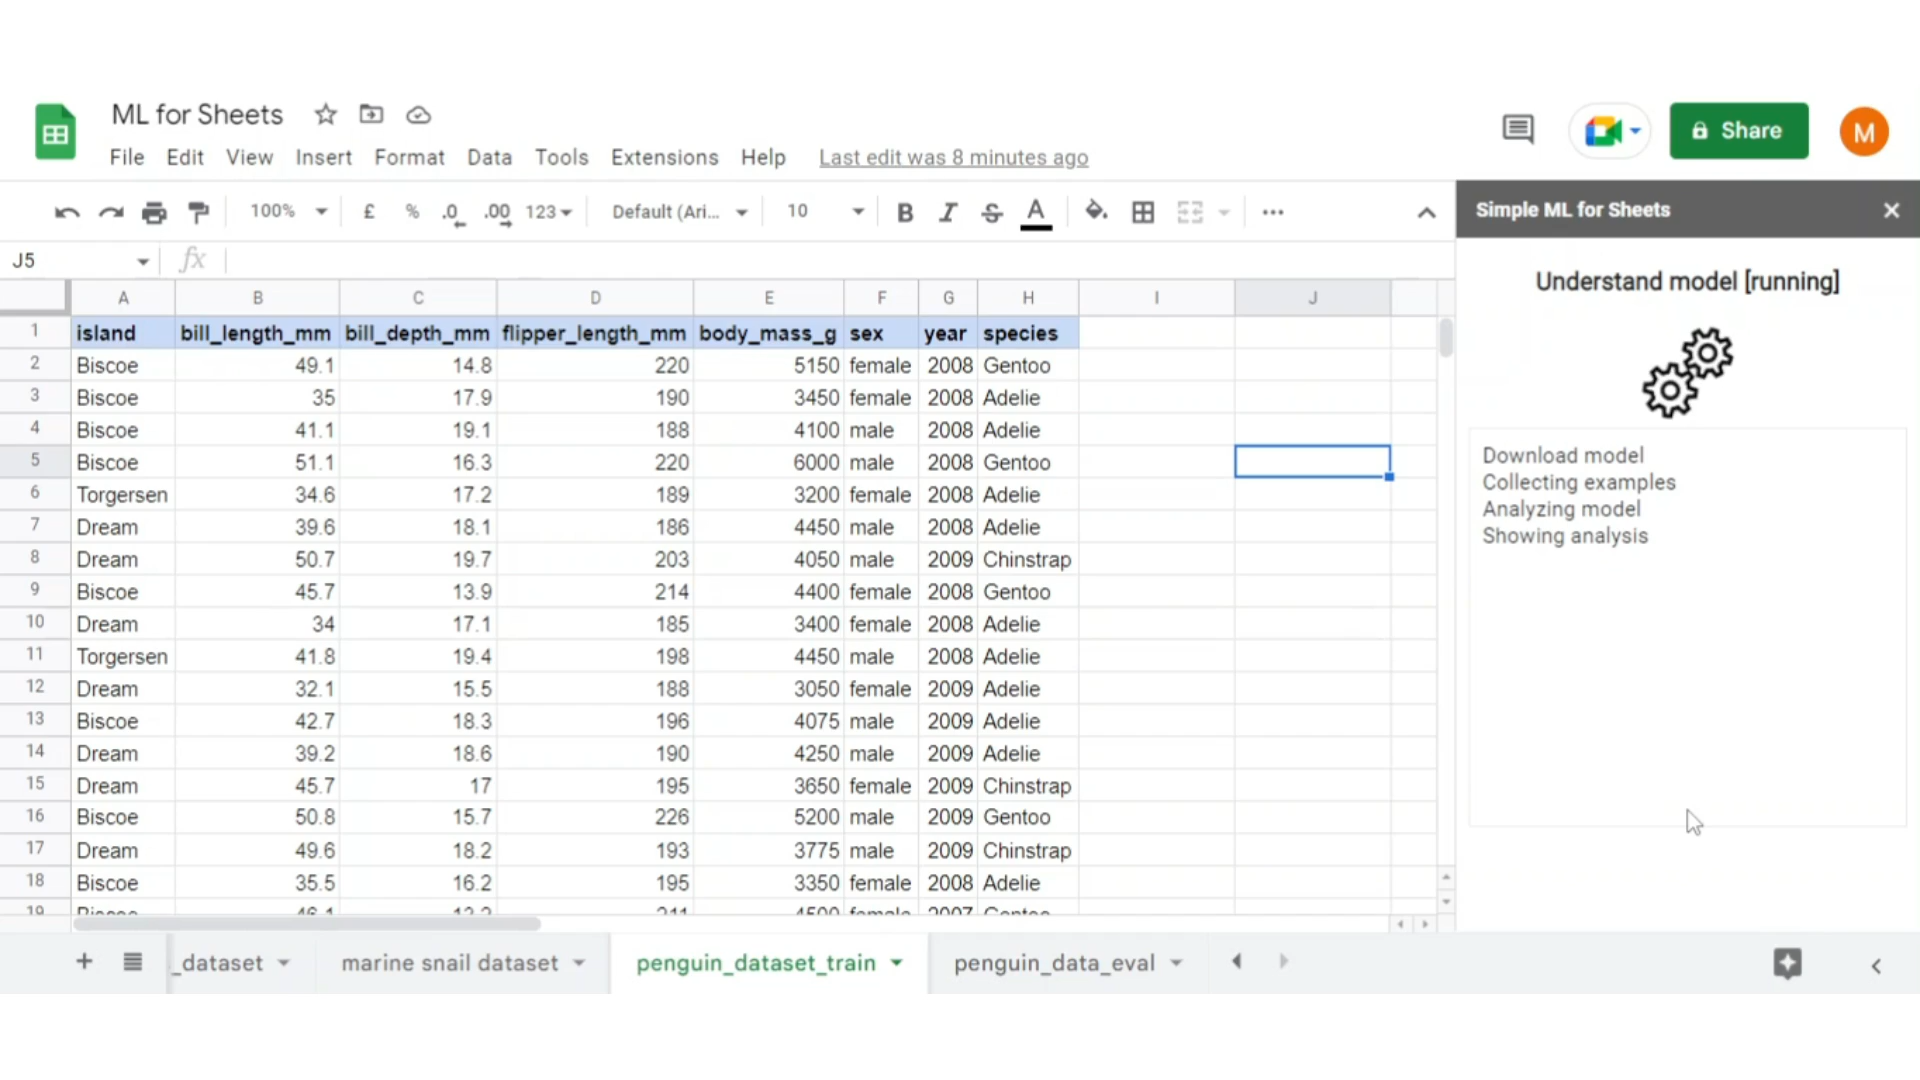 ML for Sheets
File Edit View Insert Format Data Tools Extensions Help Last edit was 8 minutes ago
Share
M
100% £ % .0 .00 123 Default (Ari... 10 B I S A
Simple ML for Sheets
J5 fx
Understand model [running]
A B C D E F G H I J
1 island bill_length_mm bill_depth_mm flipper_length_mm body_mass_g sex year species
2 Biscoe 49.1 14.8 220 5150 female 2008 Gentoo
3 Biscoe 35 17.9 190 3450 female 2008 Adelie
4 Biscoe 41.1 19.1 188 4100 male 2008 Adelie
5 Biscoe 51.1 16.3 220 6000 male 2008 Gentoo
6 Torgersen 34.6 17.2 189 3200 female 2008 Adelie
7 Dream 39.6 18.1 186 4450 male 2008 Adelie
8 Dream 50.7 19.7 203 4050 male 2009 Chinstrap
9 Biscoe 45.7 13.9 214 4400 female 2008 Gentoo
10 Dream 34 17.1 185 3400 female 2008 Adelie
11 Torgersen 41.8 19.4 198 4450 male 2008 Adelie
12 Dream 32.1 15.5 188 3050 female 2009 Adelie
13 Biscoe 42.7 18.3 196 4075 male 2009 Adelie
14 Dream 39.2 18.6 190 4250 male 2009 Adelie
15 Dream 45.7 17 195 3650 female 2009 Chinstrap
16 Biscoe 50.8 15.7 226 5200 male 2009 Gentoo
17 Dream 49.6 18.2 193 3775 male 2009 Chinstrap
18 Biscoe 35.5 16.2 195 3350 female 2008 Adelie
19 Biscoe 46.1 211 4500 female 2007 Gentoo
Download model
Collecting examples
Analyzing model
Showing analysis
_dataset marine snail dataset penguin_dataset_train penguin_data_eval